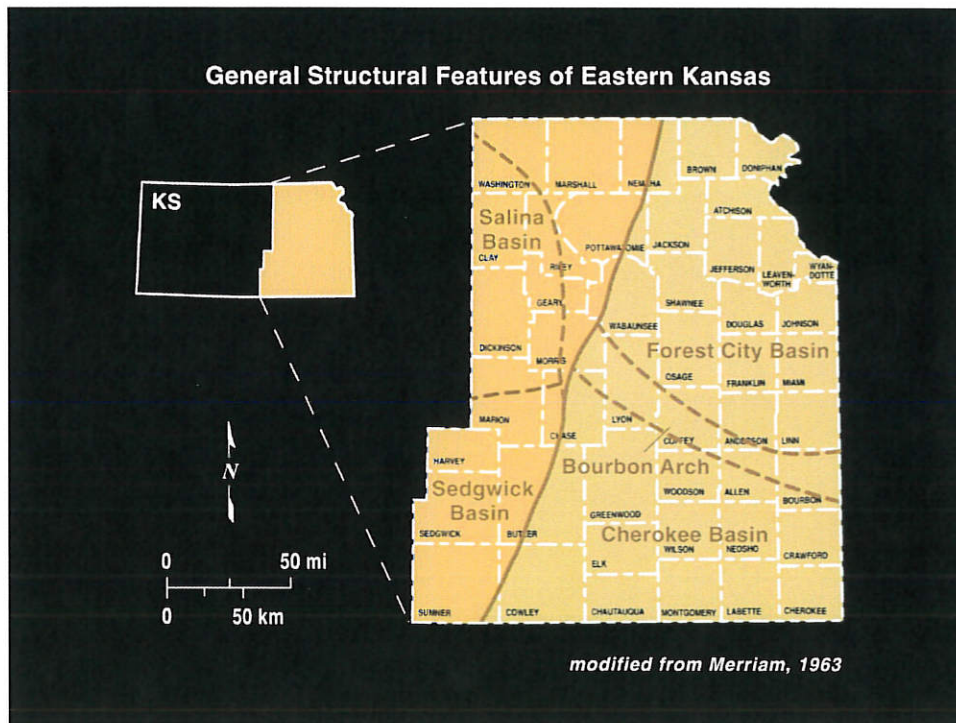 General Structural Features of Eastern Kansas
KS
BROWN
DONIPHAN
WASHINGTON
MARSHALL
NEMAHA
ATCHISON
Salina
Basin
POTTAWATOMIE
JACKSON
CLAY
RILEY
JEFFERSON
LEAVEN-
WORTH
WYAN-
DOTTE
GEARY
SHAWNEE
WABAUNSEE
DOUGLAS
JOHNSON
DICKINSON
MORRIS
Forest City Basin
OSAGE
FRANKLIN
MIAMI
MARION
CHASE
LYON
COFFEY
ANDERSON
LINN
HARVEY
Bourbon Arch
Sedgwick
Basin
WOODSON
ALLEN
BOURBON
GREENWOOD
SEDGWICK
BUTLER
Cherokee Basin
WILSON
NEOSHO
CRAWFORD
ELK
SUMNER
COWLEY
CHAUTAUQUA
MONTGOMERY
LABETTE
CHEROKEE
N
0
50 mi
0
50 km
modified from Merriam, 1963